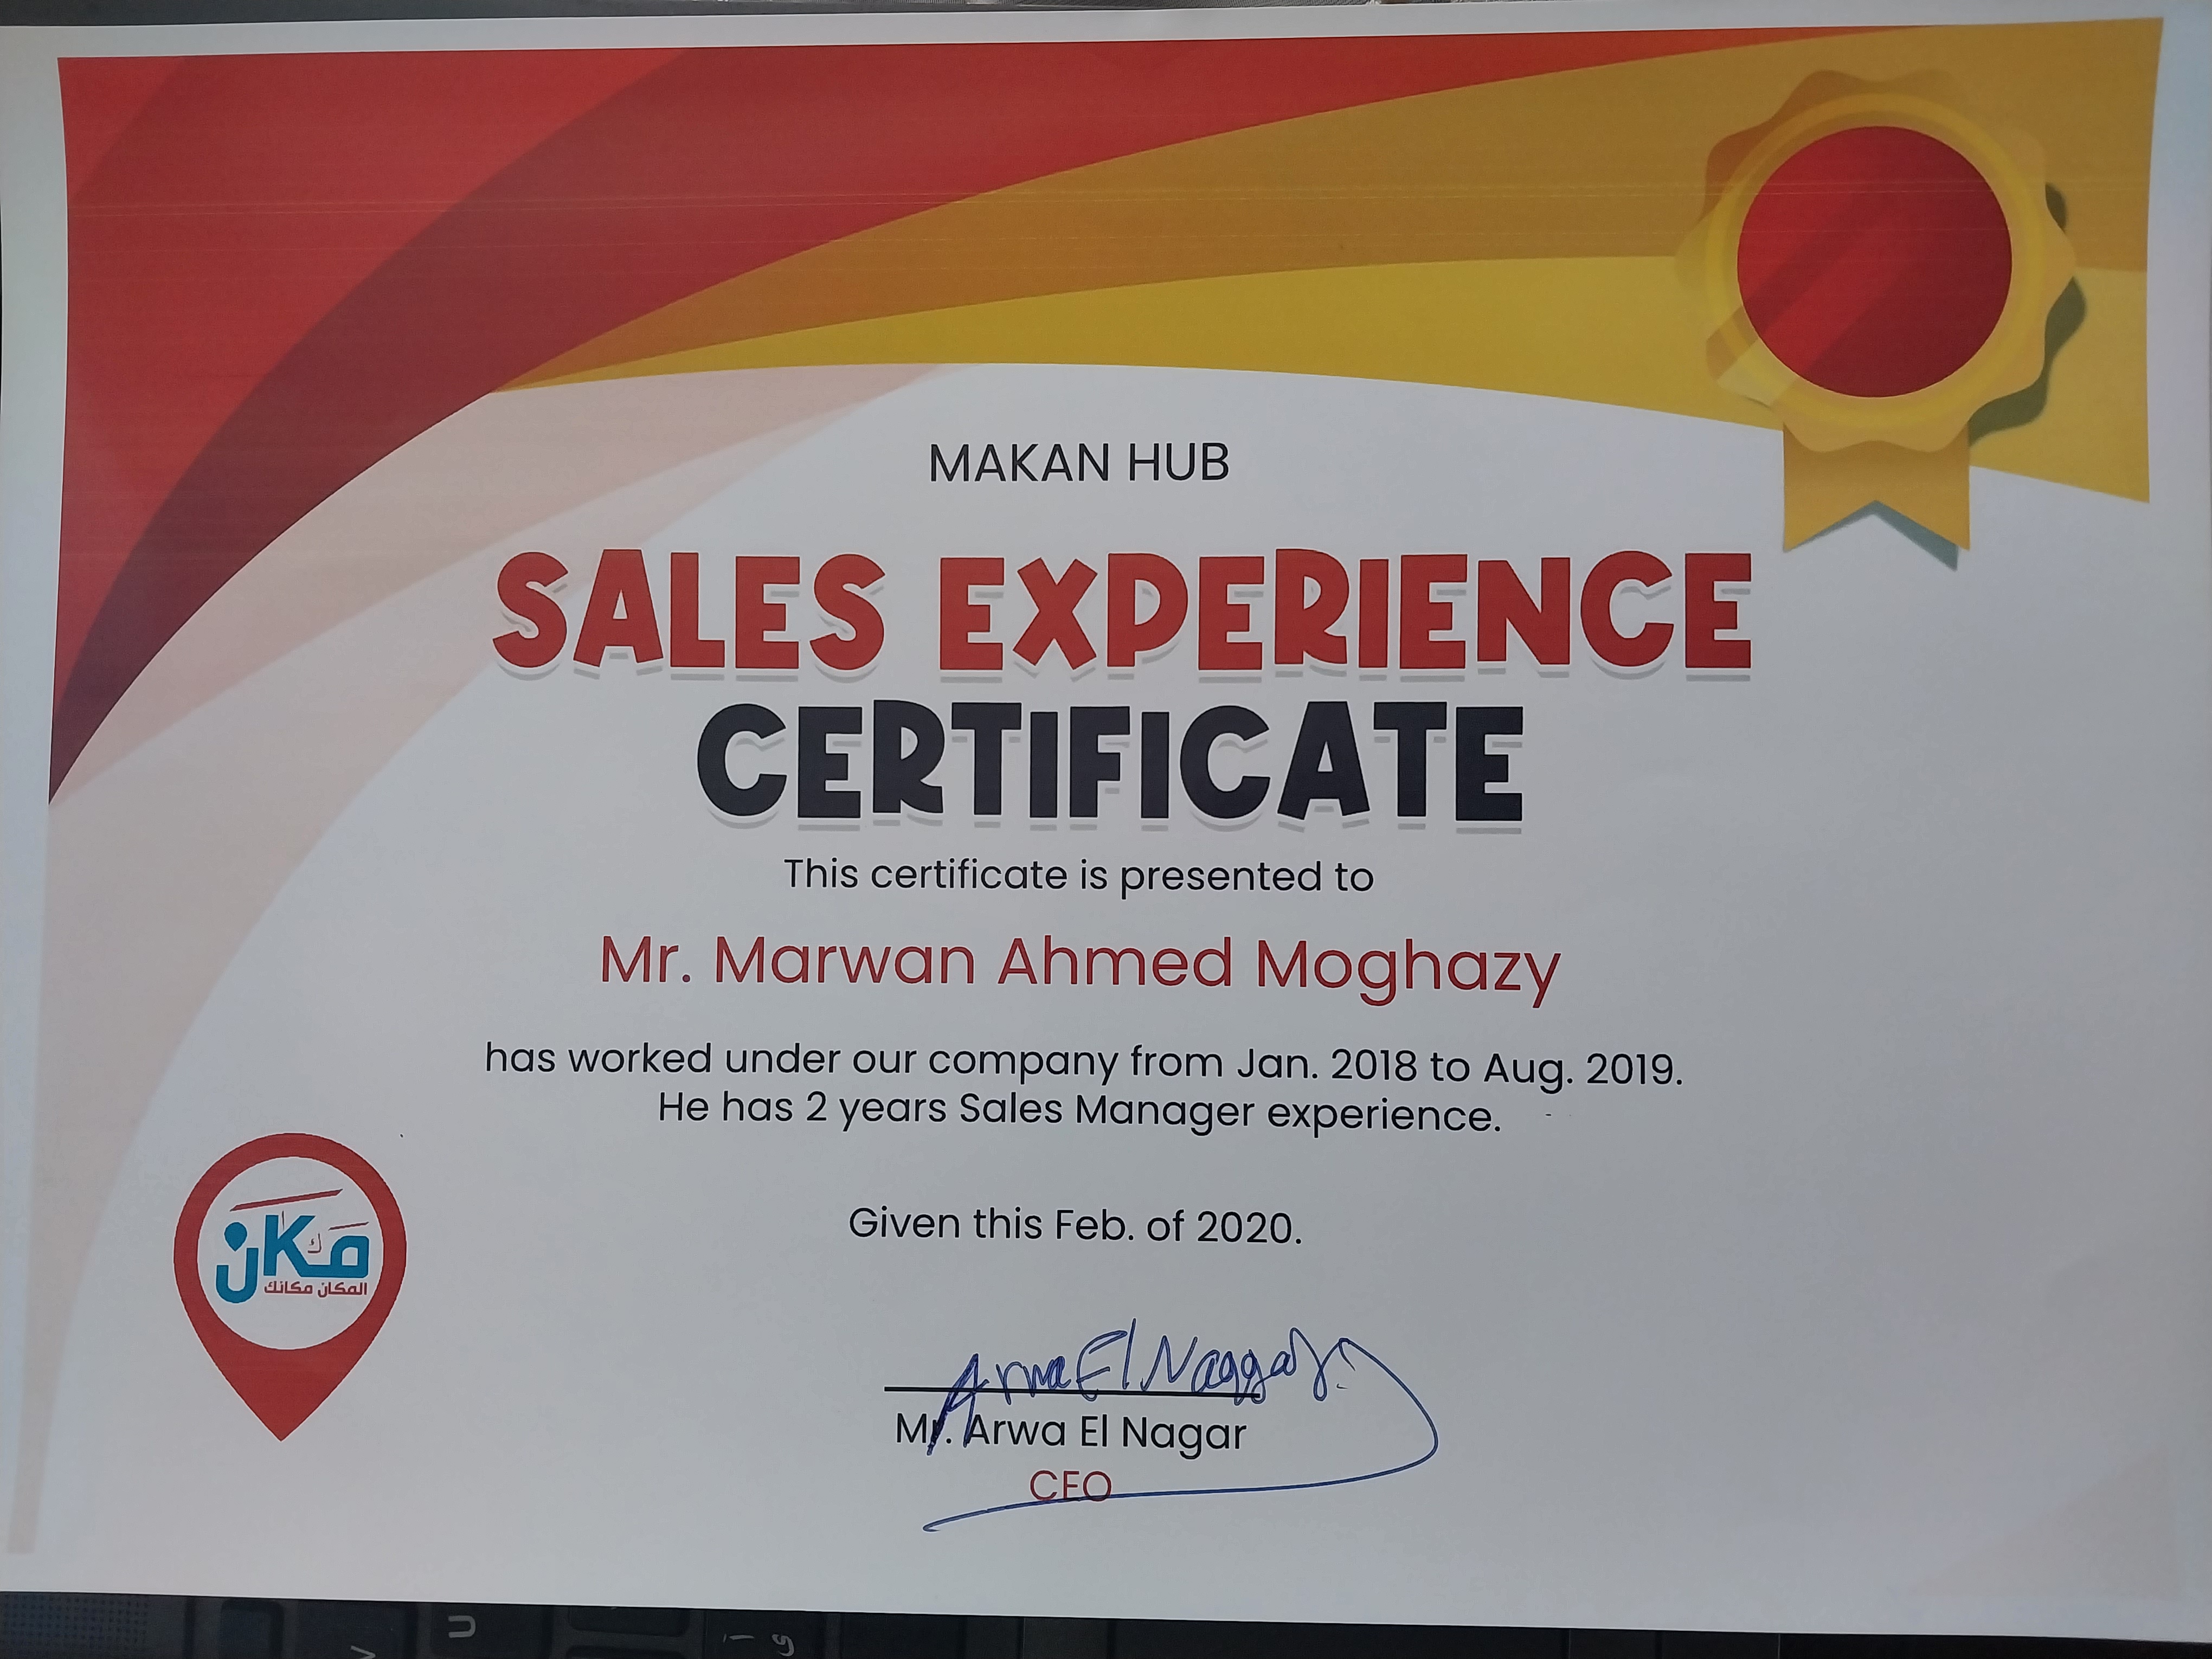 MAKAN HUB
SALES EXPERIENCE
CERTIFICATE
This certificate is presented to
Mr. Marwan Ahmed Moghazy
has worked under our company from Jan. 2018 to Aug. 2019.
He has 2 years Sales Manager experience.
Given this Feb. of 2020.
مكان
المكان مكانك
Arwa El Naggar
Mr. Arwa El Nagar
CEO
U